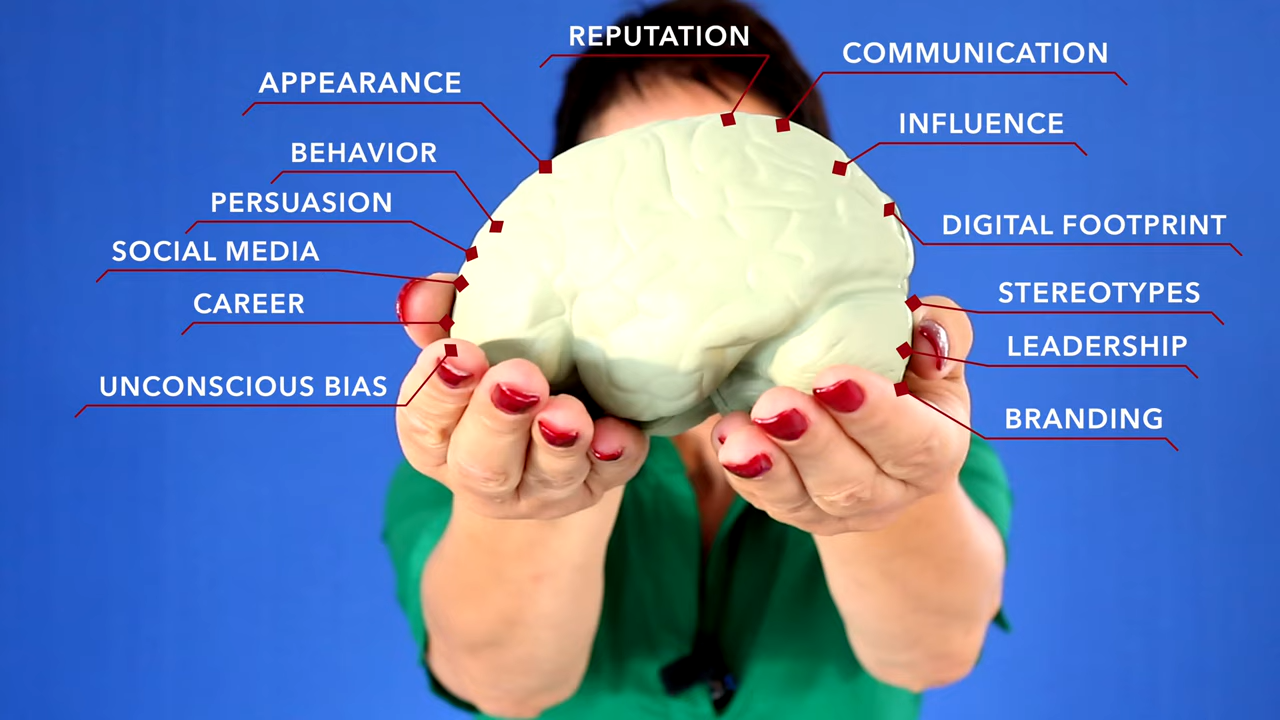 REPUTATION
COMMUNICATION
APPEARANCE
INFLUENCE
BEHAVIOR
PERSUASION
DIGITAL FOOTPRINT
SOCIAL MEDIA
STEREOTYPES
CAREER
LEADERSHIP
UNCONSCIOUS BIAS
BRANDING